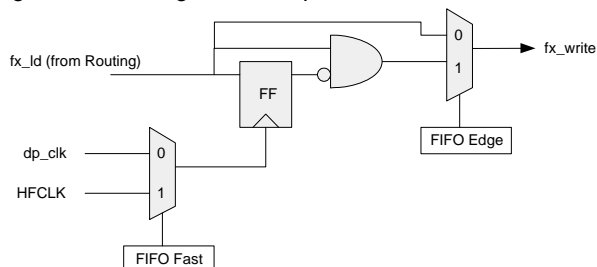 0
fx_ld (from Routing)
fx_write
1
FF
FIFO Edge
dp_clk
0
HFCLK
1
FIFO Fast